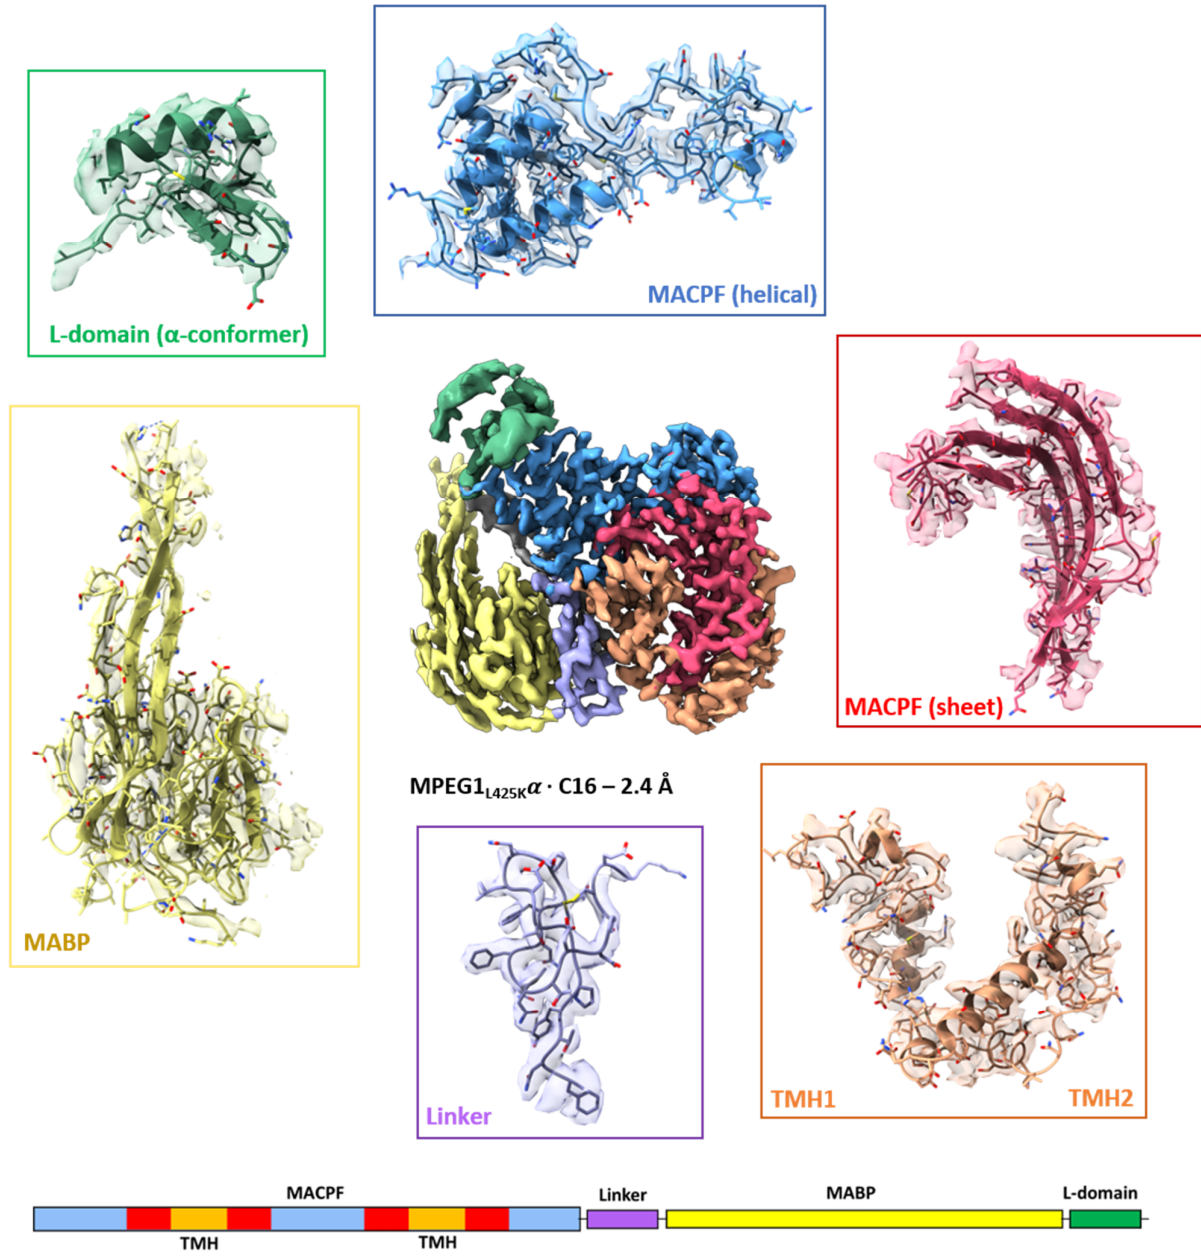 L-domain (α-conformer)
MACPF (helical)
MACPF (sheet)
MABP
MPEG1L425Kα · C16 – 2.4 Å
Linker
TMH1 TMH2
MACPF Linker MABP L-domain
TMH TMH